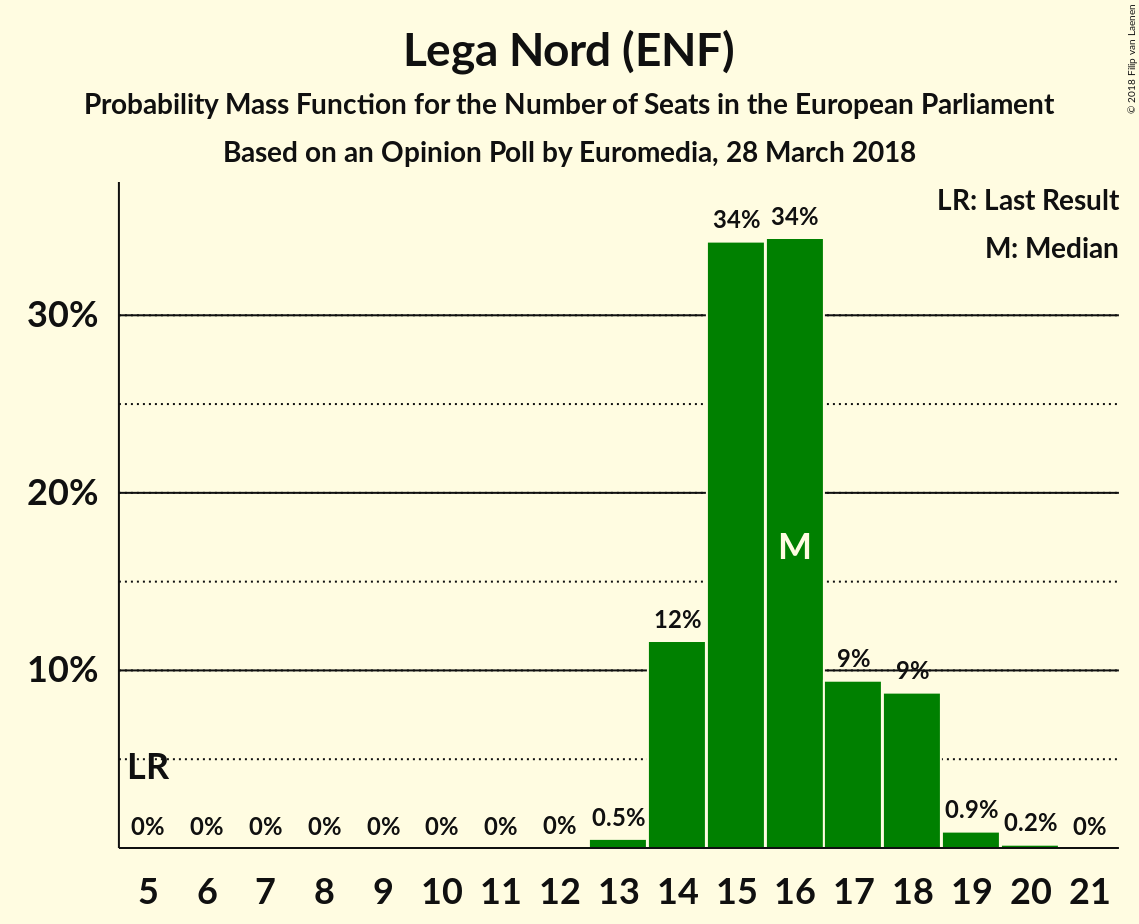 Lega Nord (ENF)
Probability Mass Function for the Number of Seats in the European Parliament
Based on an Opinion Poll by Euromedia, 28 March 2018
© 2018 Filip van Laenen
LR: Last Result
M: Median
34% 34%
30%
20%
M
12%
10%
9% 9%
LR
0% 0% 0% 0% 0% 0% 0% 0% 0.5% 0.9% 0.2% 0%
5 6 7 8 9 10 11 12 13 14 15 16 17 18 19 20 21